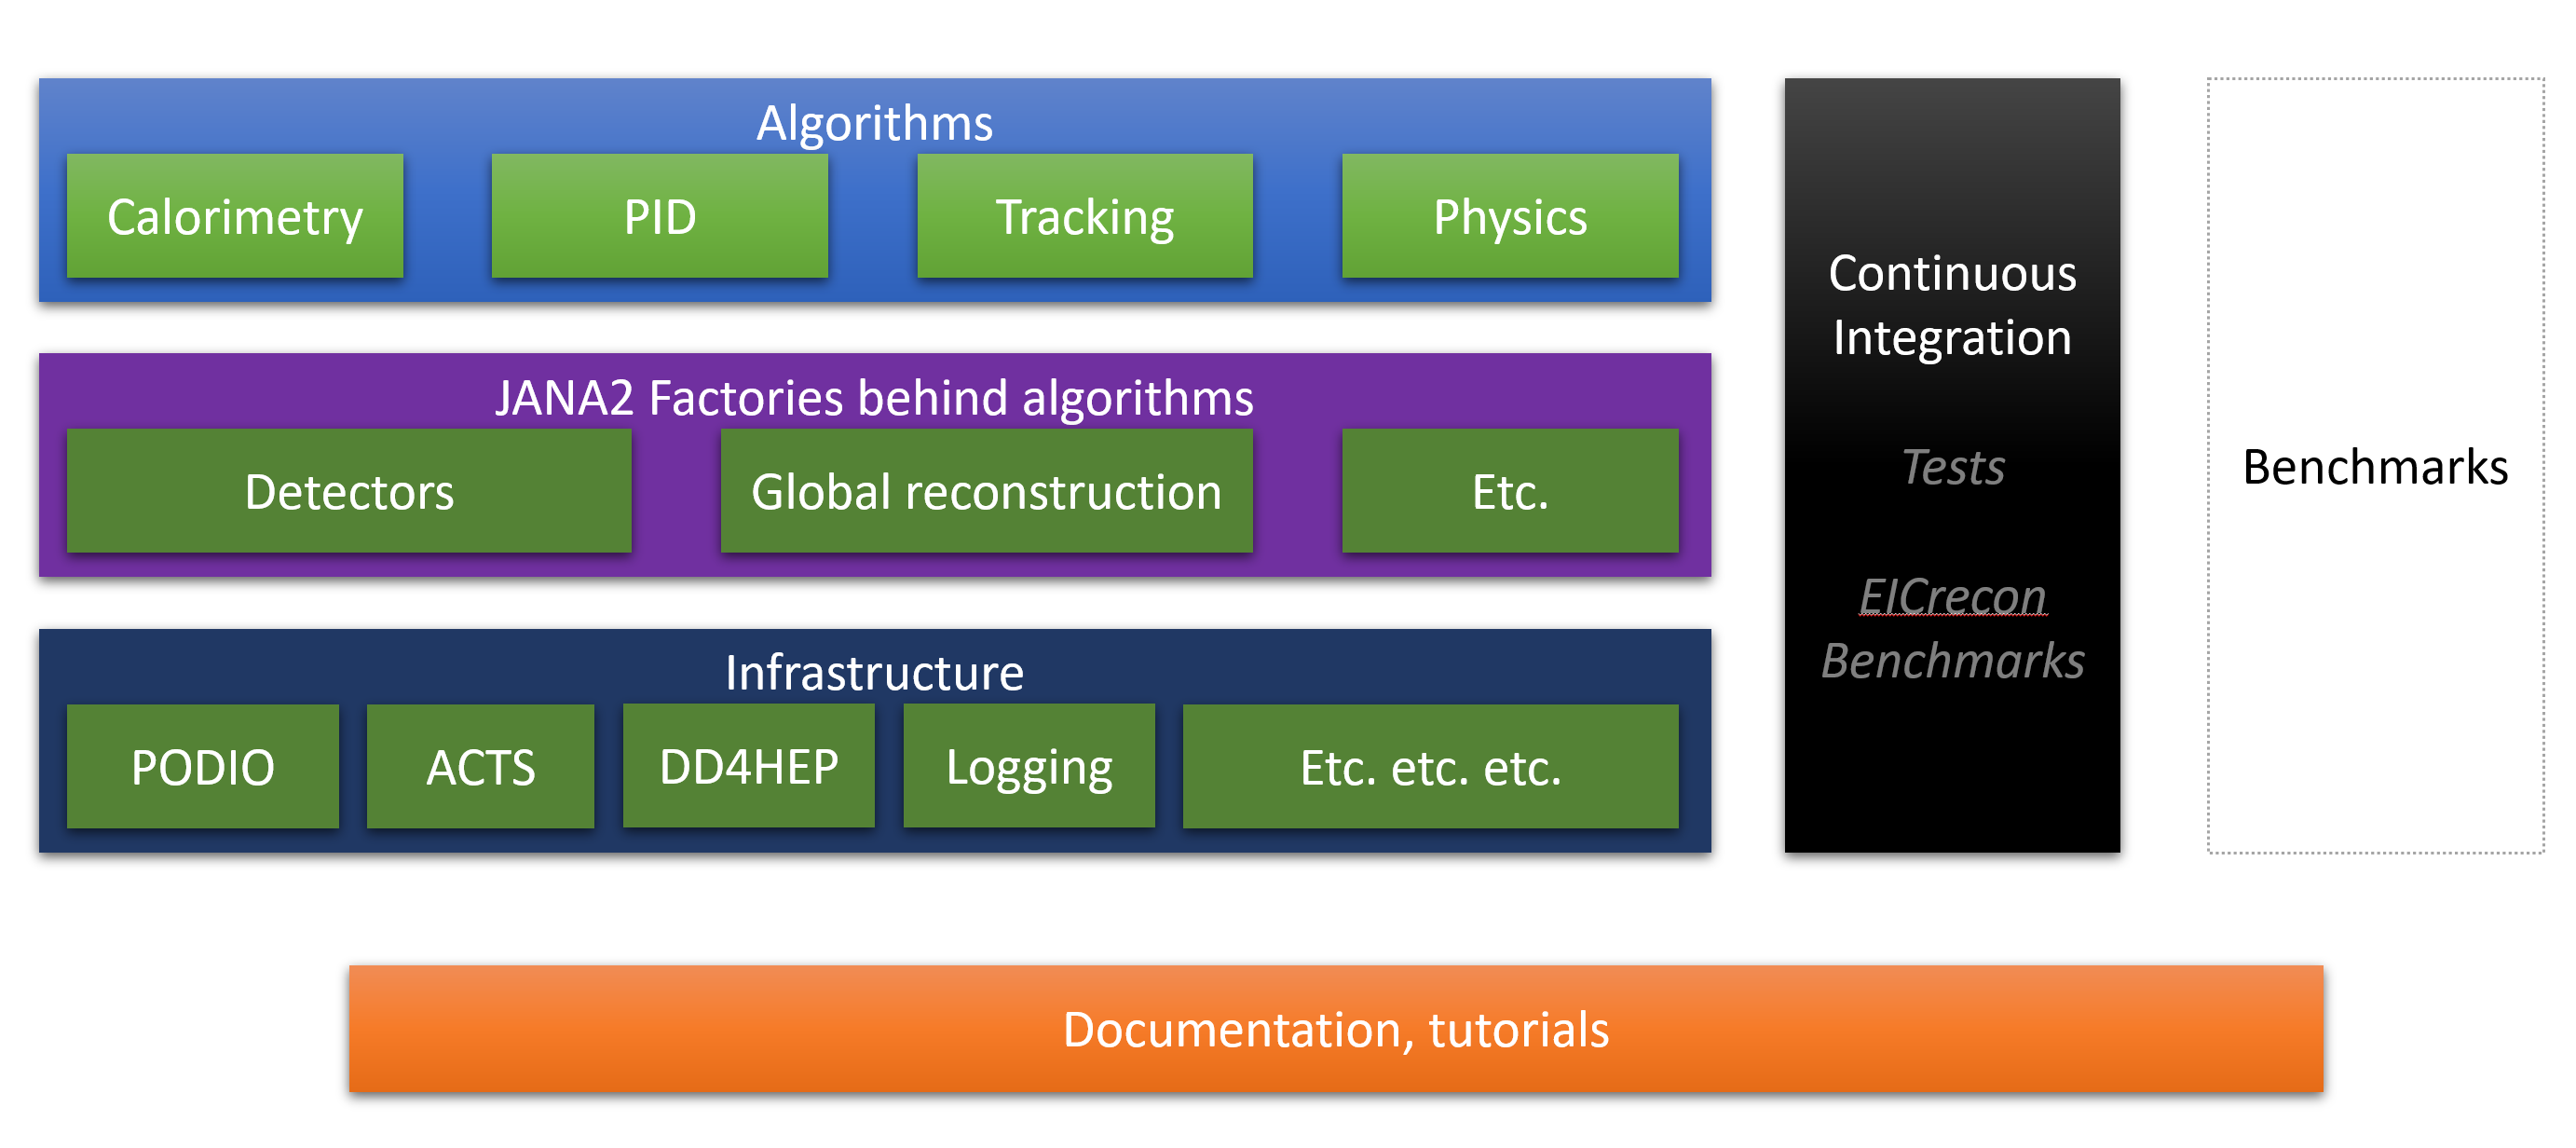 Algorithms
Calorimetry
PID
Tracking
Physics
JANA2 Factories behind algorithms
Detectors
Global reconstruction
Etc.
Infrastructure
PODIO
ACTS
DD4HEP
Logging
Etc. etc. etc.
Continuous
Integration
Tests
EICrecon
Benchmarks
Benchmarks
Documentation, tutorials